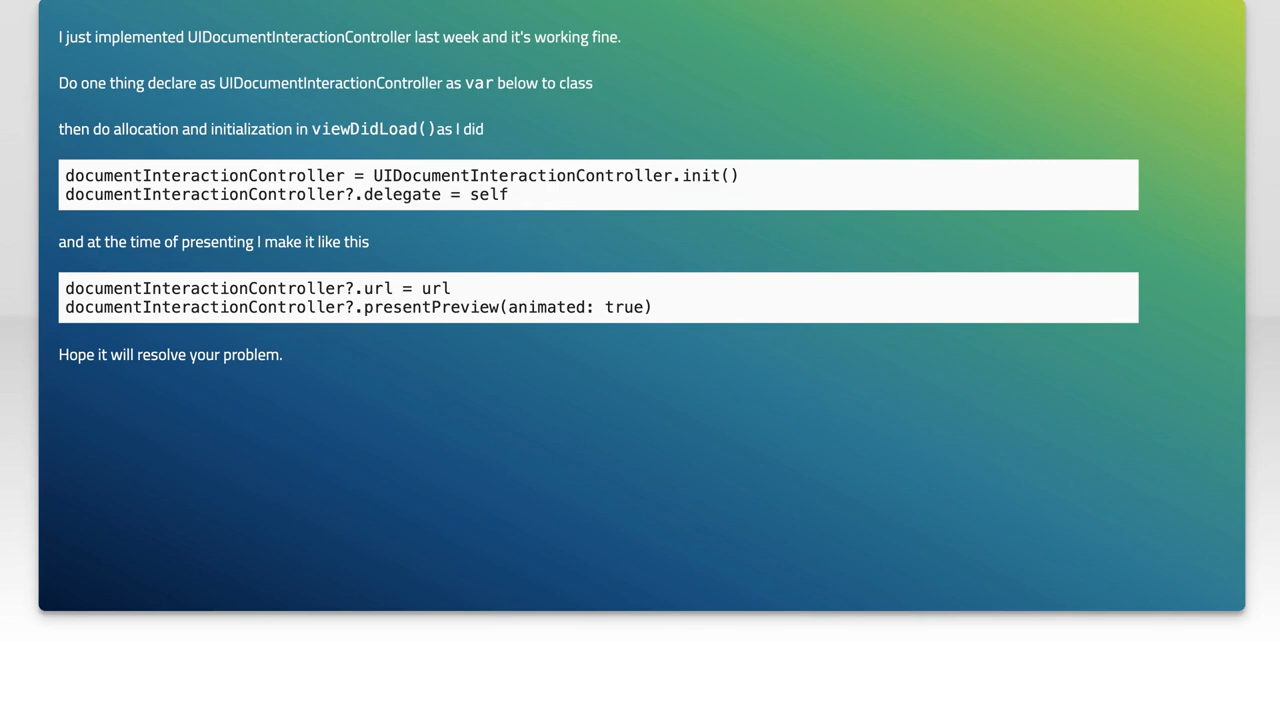 I just implemented UIDocumentInteractionController last week and it's working fine.
Do one thing declare as UIDocumentInteractionController as var below to class
then do allocation and initialization in viewDidLoad()as I did
documentInteractionController = UIDocumentInteractionController.init()
documentInteractionController?.delegate = self
and at the time of presenting I make it like this
documentInteractionController?.url = url
documentInteractionController?.presentPreview(animated: true)
Hope it will resolve your problem.